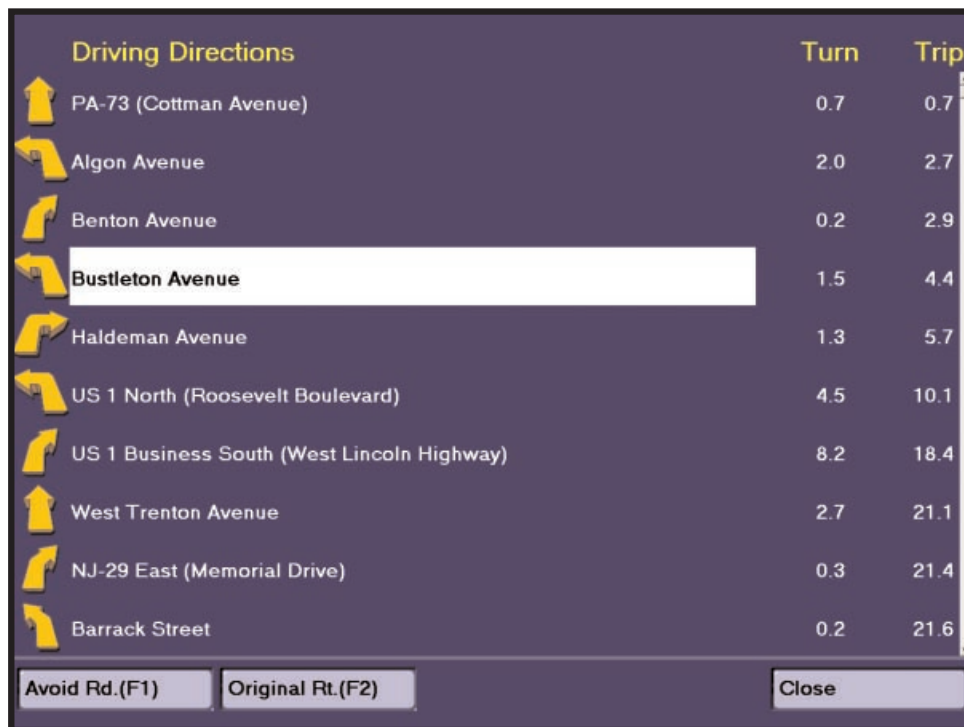 Driving Directions Turn Trip
PA-73 (Cottman Avenue) 0.7 0.7
Algon Avenue 2.0 2.7
Benton Avenue 0.2 2.9
Bustleton Avenue 1.5 4.4
Haldeman Avenue 1.3 5.7
US 1 North (Roosevelt Boulevard) 4.5 10.1
US 1 Business South (West Lincoln Highway) 8.2 18.4
West Trenton Avenue 2.7 21.1
NJ-29 East (Memorial Drive) 0.3 21.4
Barrack Street 0.2 21.6
Avoid Rd.(F1) Original Rt.(F2) Close